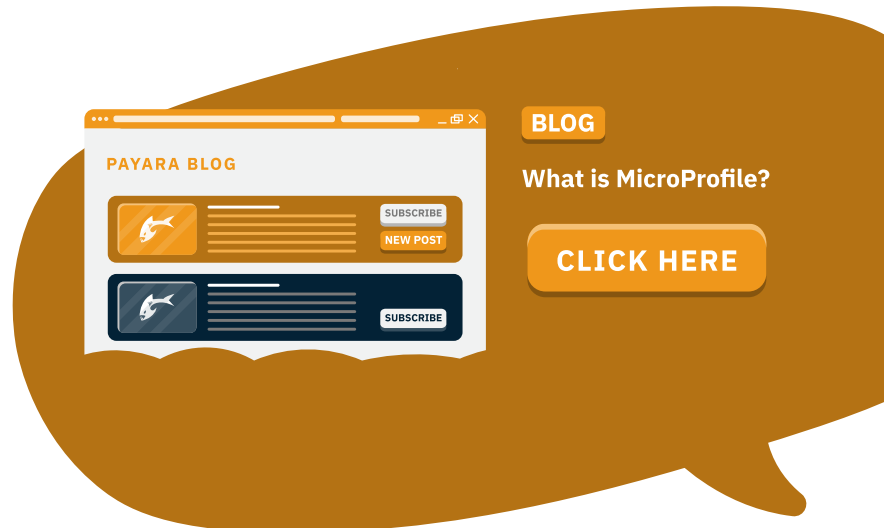 PAYARA BLOG
SUBSCRIBE
NEW POST
SUBSCRIBE
BLOG
What is MicroProfile?
CLICK HERE